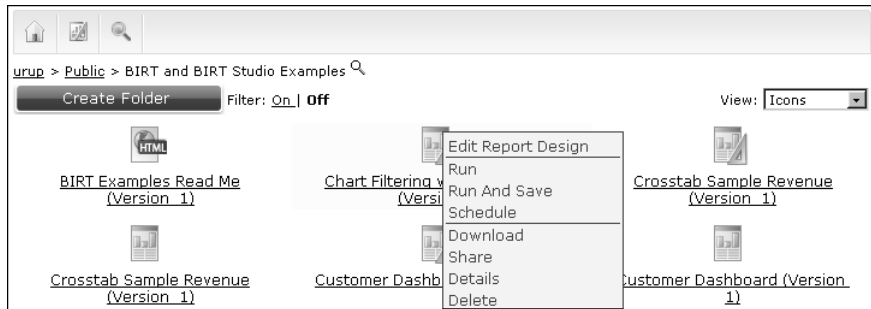 urup > Public > BIRT and BIRT Studio Examples
Create Folder Filter: On | Off View: Icons
HTML
BIRT Examples Read Me
(Version 1)
Chart Filtering
Crosstab Sample Revenue
(Version 1)
Edit Report Design
Run
Run And Save
Schedule
Download
Share
Details
Delete
Crosstab Sample Revenue
(Version 1)
Customer
Customer Dashboard (Version
1)